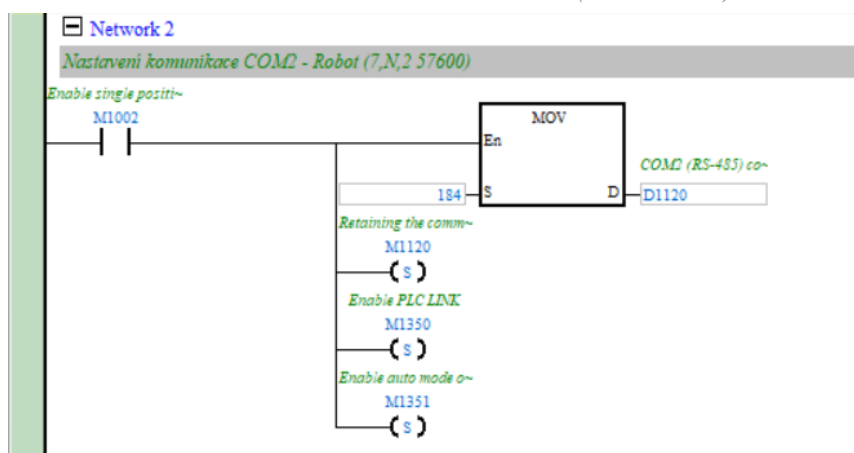 Network 2
Nastaveni komunikace COM2 - Robot (7,N,2 57600)
Enable single positi~
M1002
MOV
En
COM2 (RS-485) co~
184 S D D1120
Retaining the comm~
M1120
S
Enable PLC LINK
M1350
S
Enable auto mode o~
M1351
S